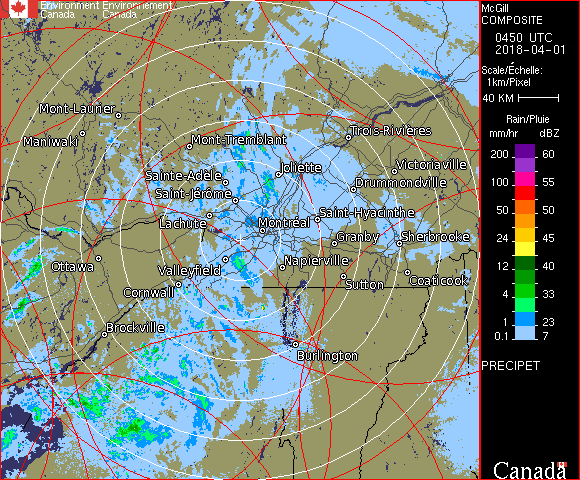 Environment Environnement
Canada Canada
McGill
COMPOSITE
0450 UTC
2018-04-01
Scale/Échelle:
1km/Pixel
40 KM
Rain/Pluie
mm/hr dBZ
200 60
100 55
50 50
24 45
12 40
4 33
1 23
0.1 7
PRECIPET
Canada
Mont-Laurier
Maniwaki
Trois-Rivières
Mont-Tremblant
Joliette
Victoriaville
Sainte-Adèle
Drummondville
Saint-Jérôme
Saint-Hyacinthe
Lachute
Montréal
Granby
Sherbrooke
Ottawa
Valleyfield
Napierville
Cornwall
Sutton
Coaticook
Brockville
Burlington